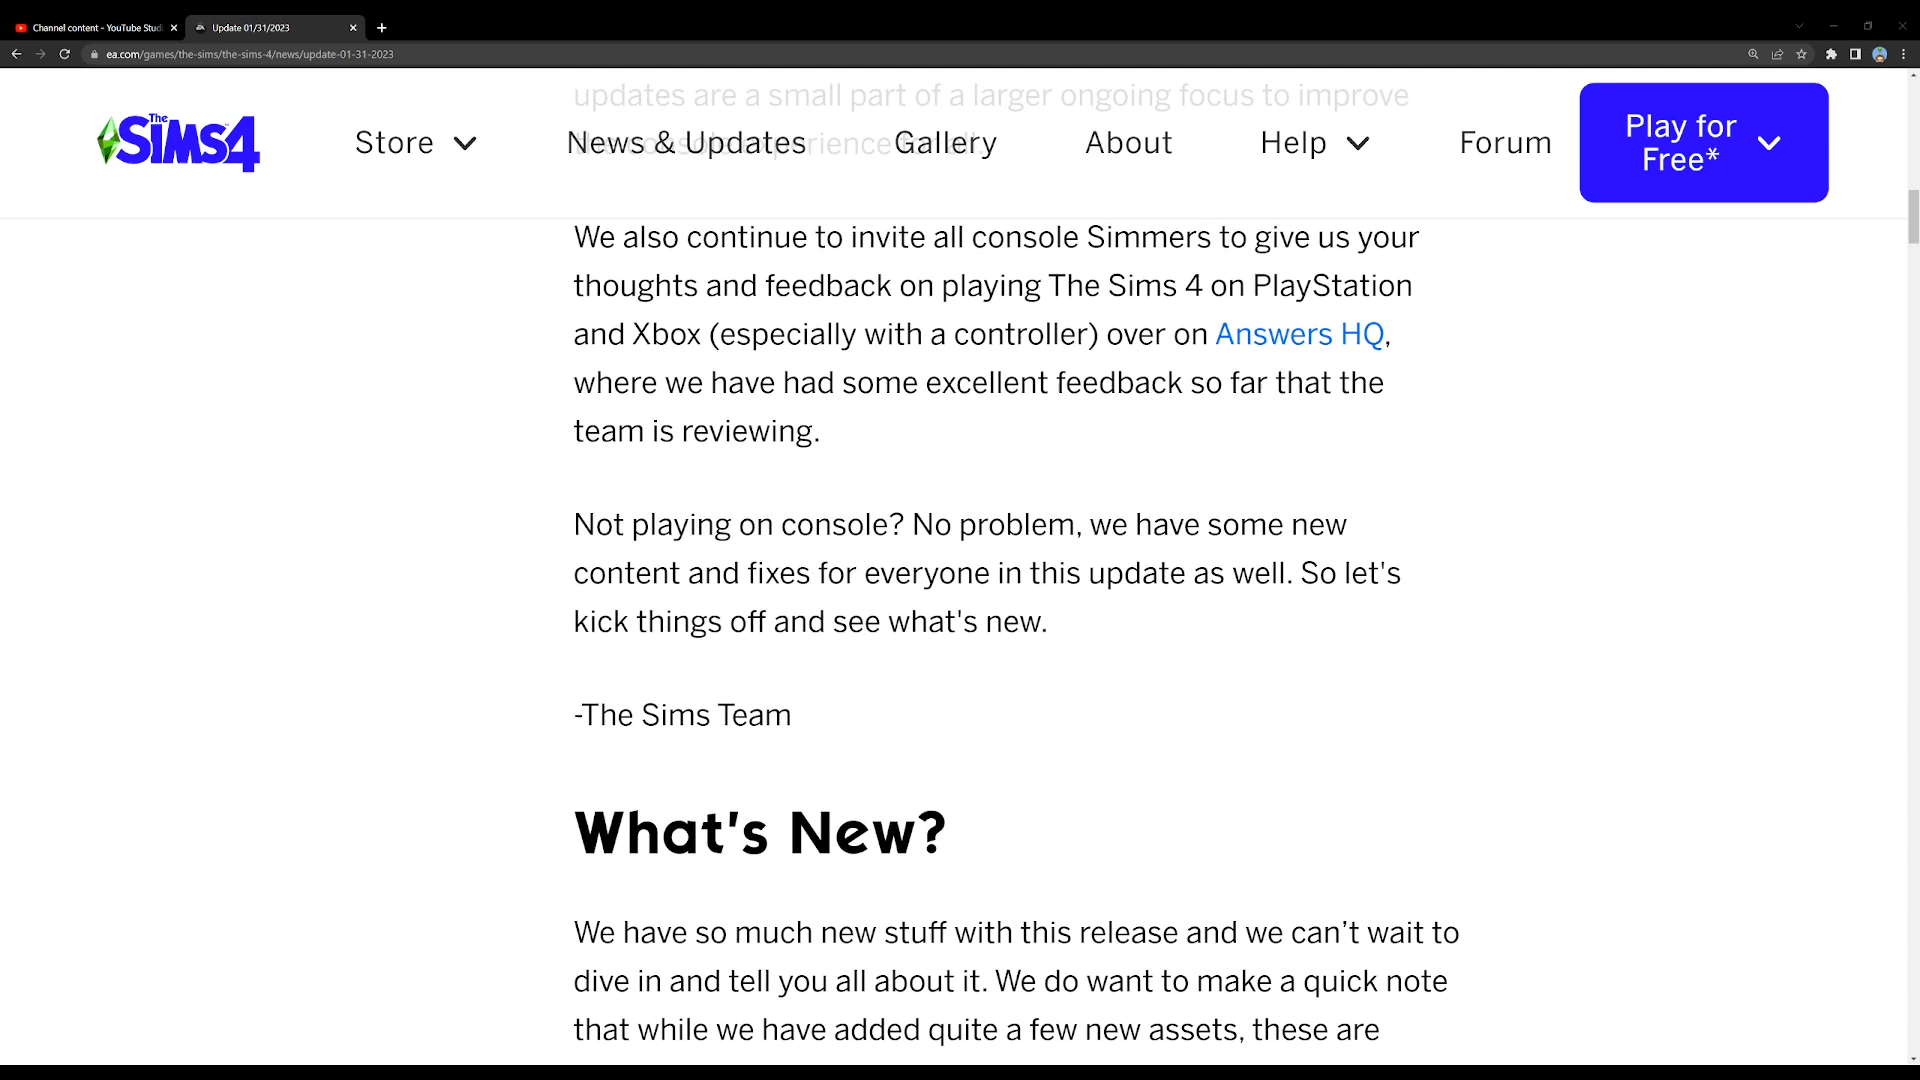 Channel content - YouTube Studi
Update 01/31/2023
ea.com/games/the-sims/the-sims-4/news/update-01-31-2023
updates are a small part of a larger ongoing focus to improve
The Sims 4
Store
News & Updates
Gallery
About
Help
Forum
Play for
Free*
We also continue to invite all console Simmers to give us your
thoughts and feedback on playing The Sims 4 on PlayStation
and Xbox (especially with a controller) over on Answers HQ,
where we have had some excellent feedback so far that the
team is reviewing.
Not playing on console? No problem, we have some new
content and fixes for everyone in this update as well. So let's
kick things off and see what's new.
-The Sims Team
What's New?
We have so much new stuff with this release and we can’t wait to
dive in and tell you all about it. We do want to make a quick note
that while we have added quite a few new assets, these are